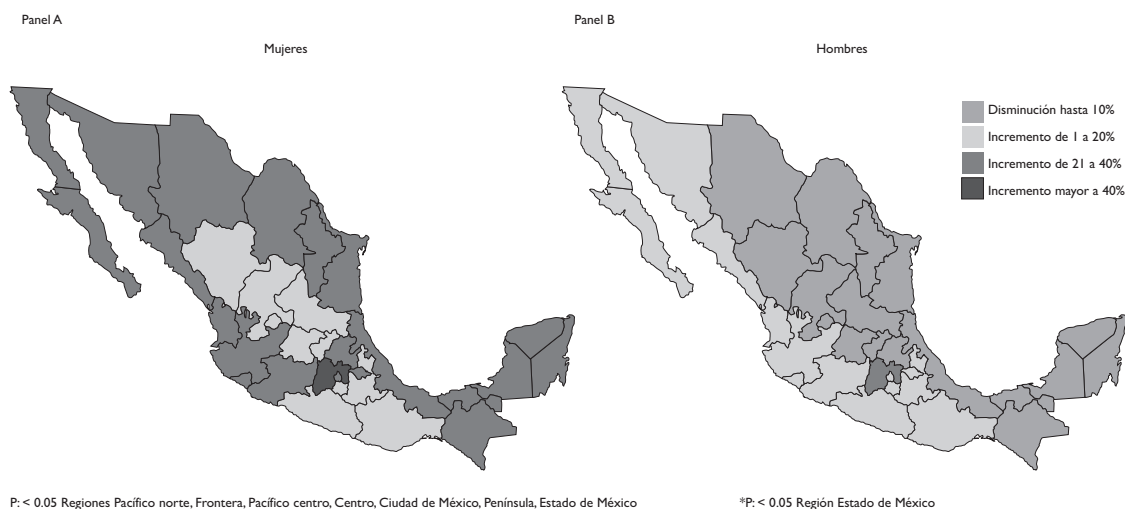 Panel A
Mujeres
Panel B
Hombres
Disminución hasta 10%
Incremento de 1 a 20%
Incremento de 21 a 40%
Incremento mayor a 40%
P: < 0.05 Regiones Pacífico norte, Frontera, Pacífico centro, Centro, Ciudad de México, Península, Estado de México
*P: < 0.05 Región Estado de México